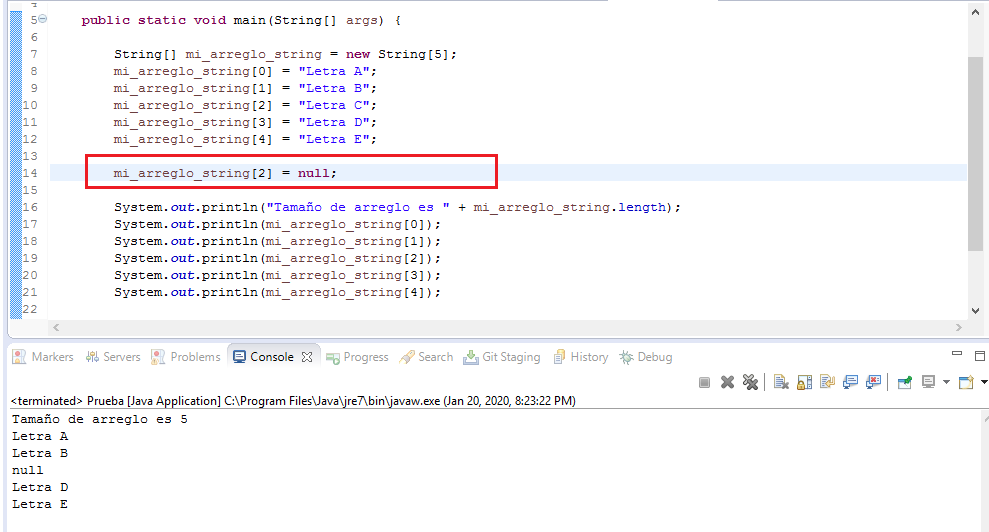 4
5 public static void main(String[] args) {
6
7 String[] mi_arreglo_string = new String[5];
8 mi_arreglo_string[0] = "Letra A";
9 mi_arreglo_string[1] = "Letra B";
10 mi_arreglo_string[2] = "Letra C";
11 mi_arreglo_string[3] = "Letra D";
12 mi_arreglo_string[4] = "Letra E";
13
14 mi_arreglo_string[2] = null;
15
16 System.out.println("Tamaño de arreglo es " + mi_arreglo_string.length);
17 System.out.println(mi_arreglo_string[0]);
18 System.out.println(mi_arreglo_string[1]);
19 System.out.println(mi_arreglo_string[2]);
20 System.out.println(mi_arreglo_string[3]);
21 System.out.println(mi_arreglo_string[4]);
22
Markers Servers Problems Console Progress Search Git Staging History Debug
<terminated> Prueba [Java Application] C:\Program Files\Java\jre7\bin\javaw.exe (Jan 20, 2020, 8:23:22 PM)
Tamaño de arreglo es 5
Letra A
Letra B
null
Letra D
Letra E